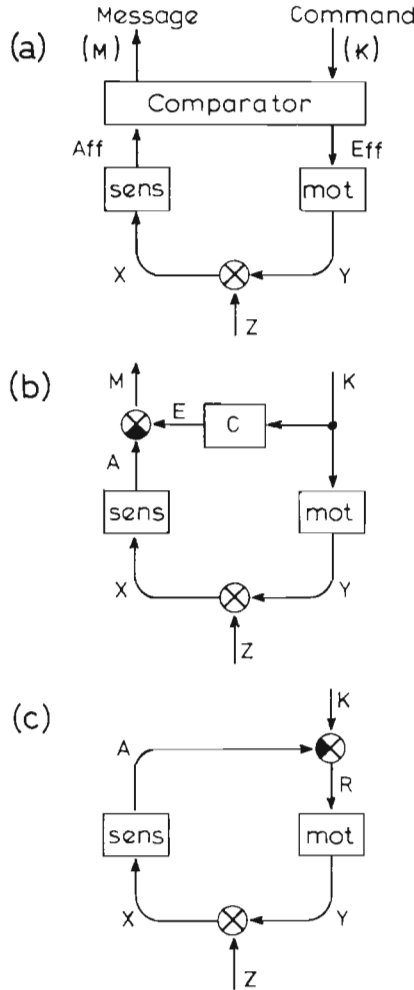 Message Command
(a) (M) (K)
Comparator
Aff Eff
sens mot
X Y
Z
(b) M K
E C
A
sens mot
X Y
Z
(c) K
A
R
sens mot
X Y
Z